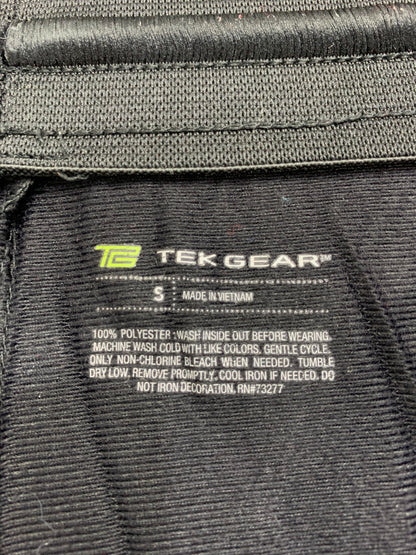 TG TEK GEAR™
S MADE IN VIETNAM
100% POLYESTER :WASH INSIDE OUT BEFORE WEARING.
MACHINE WASH COLD WITH LIKE COLORS. GENTLE CYCLE.
ONLY NON-CHLORINE BLEACH WHEN NEEDED. TUMBLE
DRY LOW. REMOVE PROMPTLY. COOL IRON IF NEEDED. DO
NOT IRON DECORATION. RN#73277